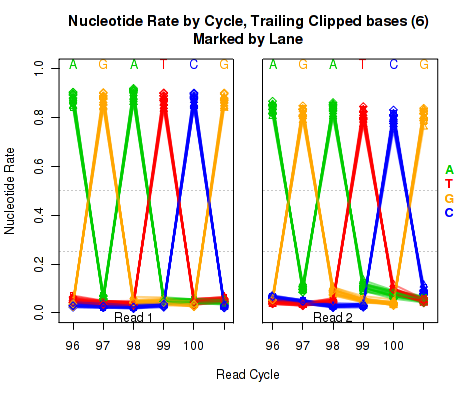 Nucleotide Rate by Cycle, Trailing Clipped bases (6)
Marked by Lane
A G A T C G
A G A T C G
Nucleotide Rate
1.0
0.8
0.6
0.4
0.2
0.0
A
T
G
C
Read 1
Read 2
96 97 98 99 100
96 97 98 99 100
Read Cycle